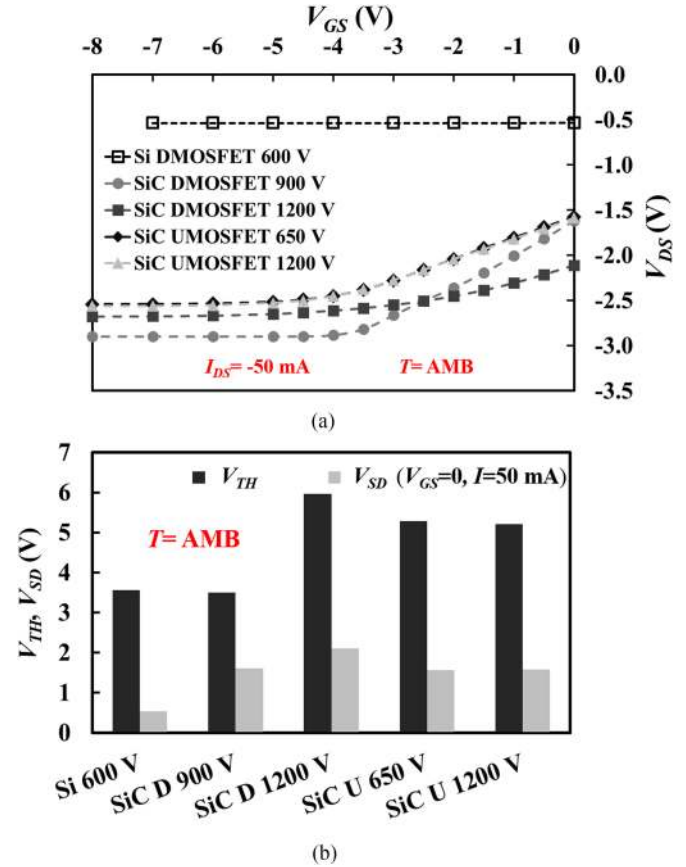 V_GS (V)
-8 -7 -6 -5 -4 -3 -2 -1 0
0.0
-0.5
-1.0
-1.5
-2.0
-2.5
-3.0
-3.5
V_DS (V)
Si DMOSFET 600 V
SiC DMOSFET 900 V
SiC DMOSFET 1200 V
SiC UMOSFET 650 V
SiC UMOSFET 1200 V
I_DS= -50 mA T= AMB
(a)
7
6
5
4
3
2
1
0
V_TH, V_SD (V)
V_TH V_SD (V_GS=0, I=50 mA)
T= AMB
Si 600 V
SiC D 900 V
SiC D 1200 V
SiC U 650 V
SiC U 1200 V
(b)